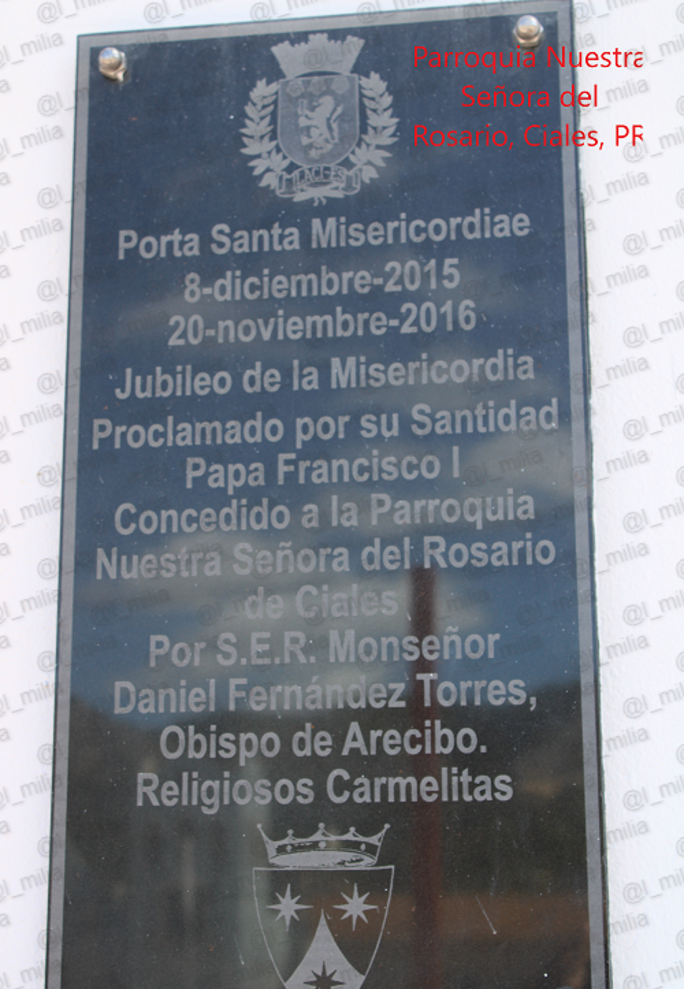 Parroquia Nuestra
Señora del
Rosario, Ciales, PR
Porta Santa Misericordiae
8-diciembre-2015
20-noviembre-2016
Jubileo de la Misericordia
Proclamado por su Santidad
Papa Francisco I
Concedido a la Parroquia
Nuestra Señora del Rosario
de Ciales
Por S.E.R. Monseñor
Daniel Fernández Torres,
Obispo de Arecibo.
Religiosos Carmelitas
@l_milia